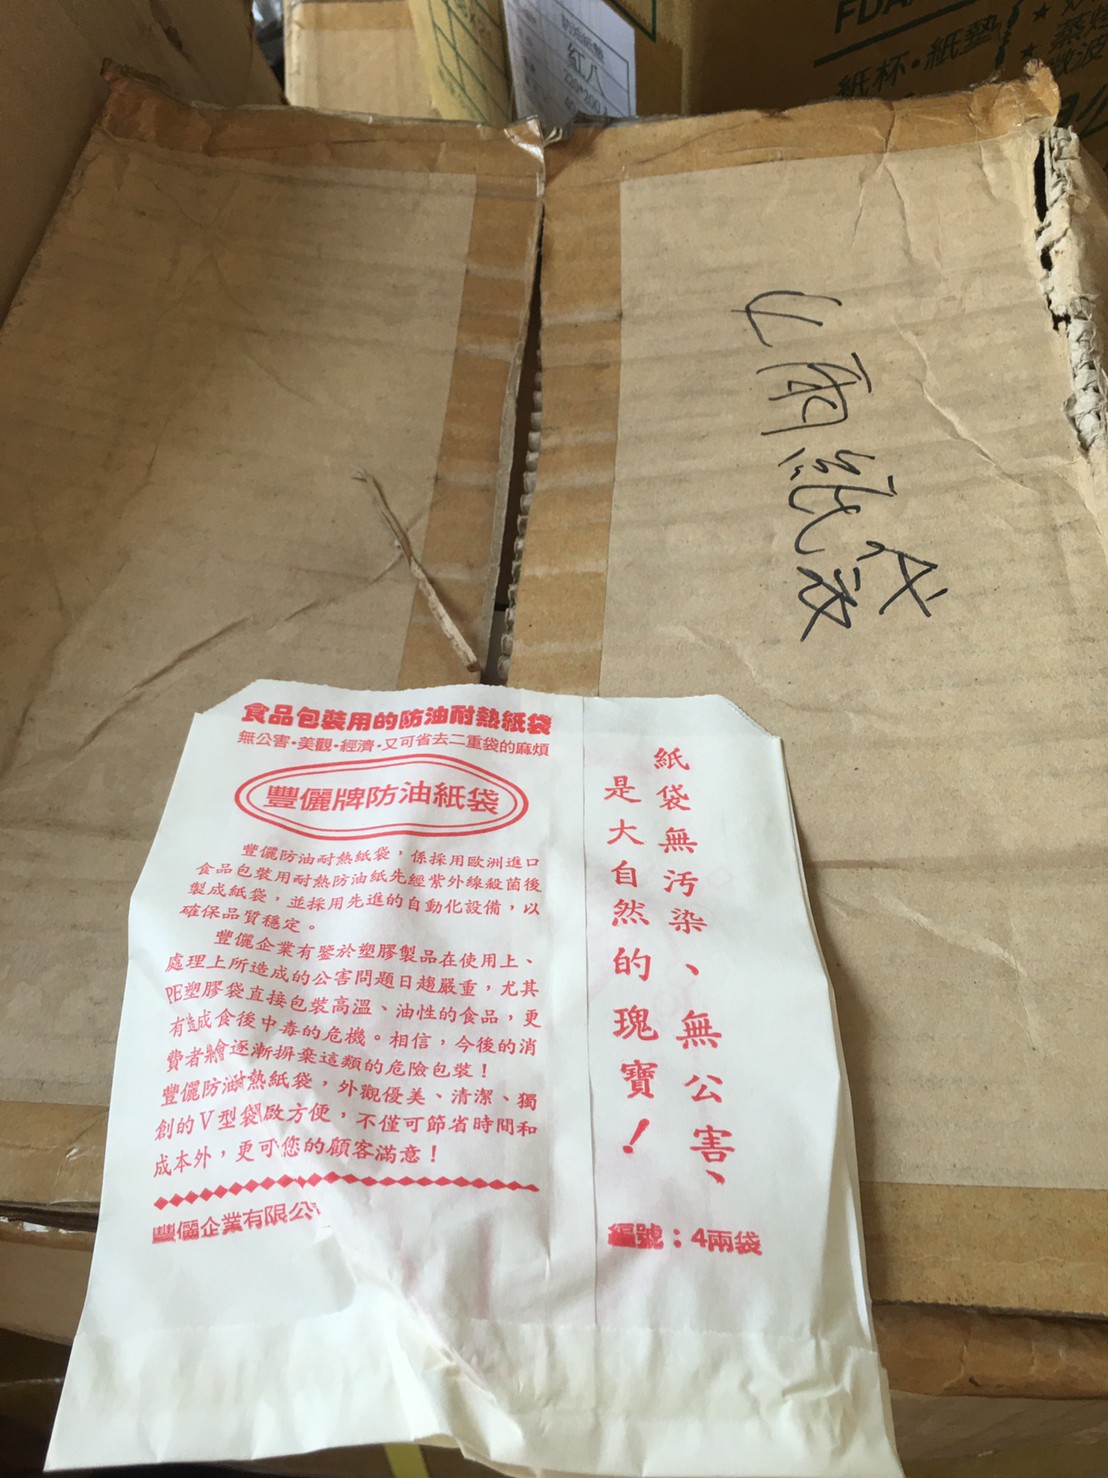 FDA
紙杯·紙墊
紅八
4兩紙袋
食品包裝用的防油耐熱紙袋
無公害·美觀·經濟·又可省去二重袋的麻煩
豐儷牌防油紙袋
豐儷防油耐熱紙袋，係採用歐洲進口
食品包裝用耐熱防油紙先經紫外線殺菌後
製成紙袋，並採用先進的自動化設備，以
確保品質穩定。
豐儷企業有鑒於塑膠製品在使用上、
處理上所造成的公害問題日趨嚴重，尤其
PE塑膠袋直接包裝高溫、油性的食品，更
有造成食後中毒的危機。相信，今後的消
費者將會逐漸摒棄這類的危險包裝！
豐儷防油耐熱紙袋，外觀優美、清潔、獨
創的V型袋口啟方便，不僅可節省時間和
成本外，更可使您的顧客滿意！
豐儷企業有限公
紙袋無污染、無公害、
是大自然的瑰寶！
編號：4兩袋